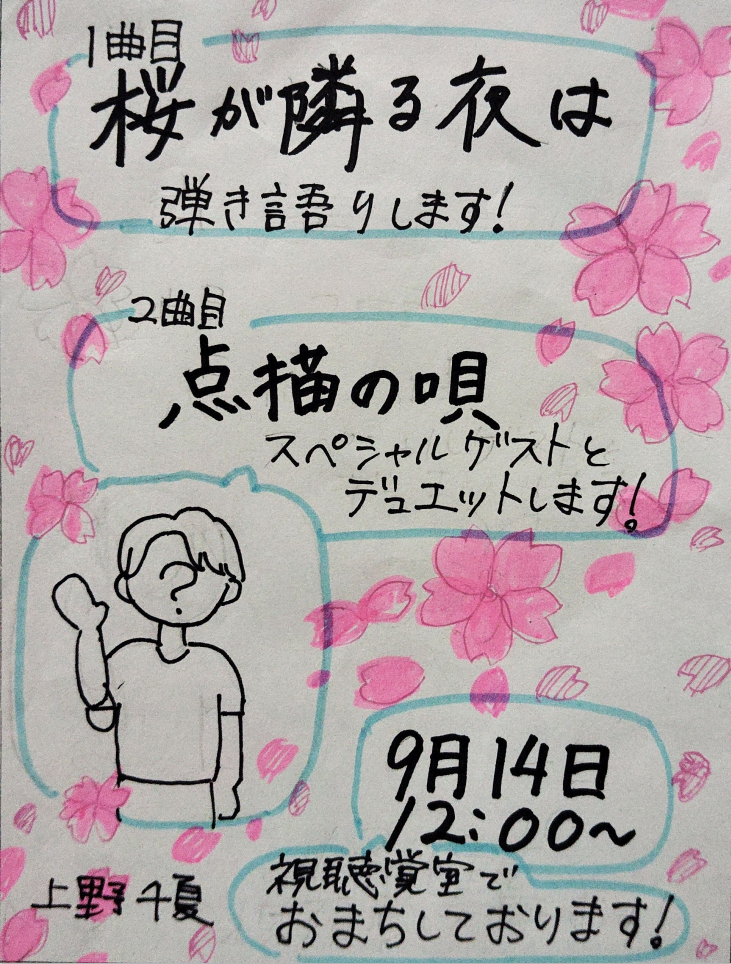 1曲目
桜が隣る夜は
弾き語りします!
2曲目
点描の唄
スペシャルゲストと
デュエットします!
?
9月14日
12:00~
視聴覚室で
おまちしております!
上野千夏